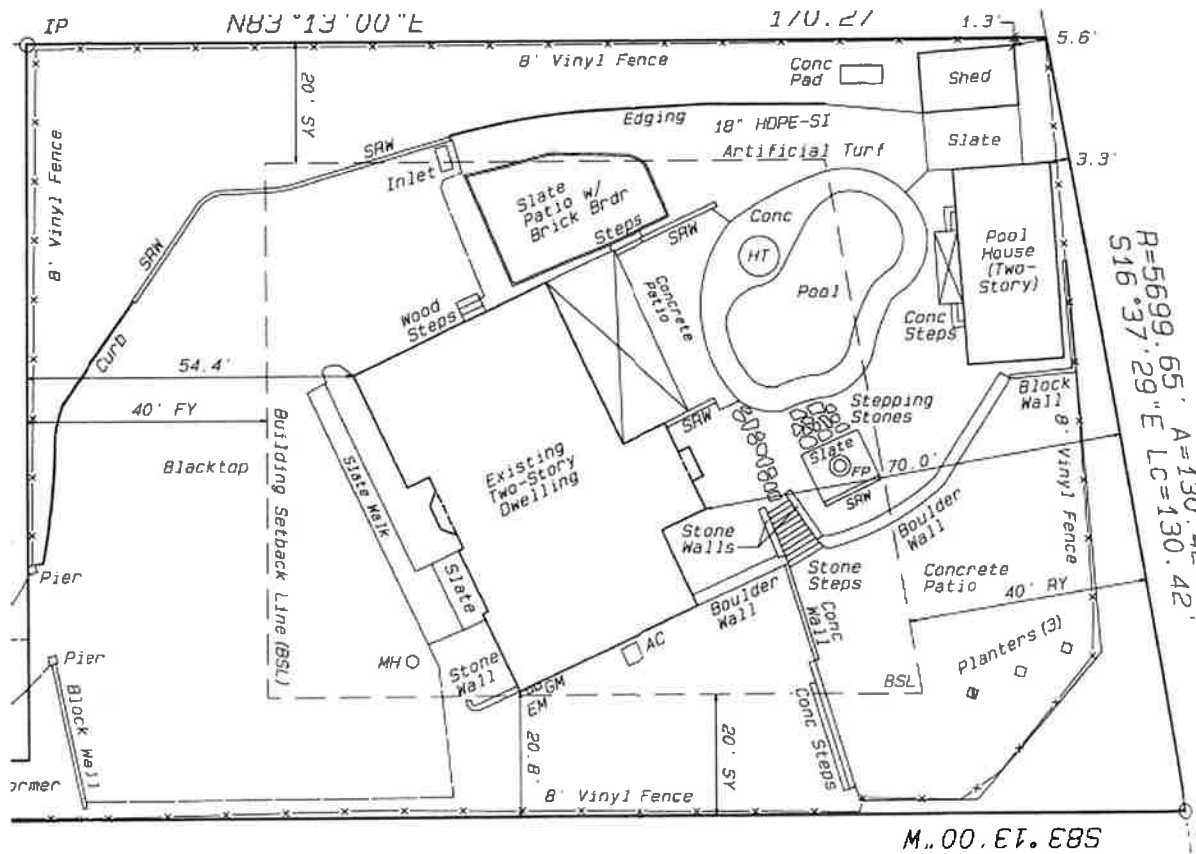 IP
N83°13'00"E
170.27
1.3'
5.6'
8' Vinyl Fence
Conc
Pad
Shed
20' SY
8' Vinyl Fence
Edging
18" HDPE-SI
Slate
SRW
Artificial Turf
3.3'
Inlet
Slate
Patio w/
Brick Brdr
Steps
SRW
Conc
HT
Pool
Pool
House
(Two-
Story)
SRW
Concrete
Patio
Wood
Steps
Conc
Steps
R=5699.65' A=130.42'
S16°37'29"E LC=130.42'
Curb
54.4'
40' FY
Block
Wall
Stepping
Stones
SRW
Building Setback Line (BSL)
Blacktop
Slate Walk
Existing
Two-Story
Dwelling
Slate
FP
70.0'
8' Vinyl Fence
SRW
Stone
Walls
Boulder
Wall
Pier
Slate
Stone
Steps
Concrete
Patio
40' RY
Boulder
Wall
Conc
Wall
Planters (3)
Pier
MH
Stone
Wall
AC
GM
EM
BSL
Block Wall
20.8'
20' SY
Conc Steps
ormer
8' Vinyl Fence
S83°13'00"W